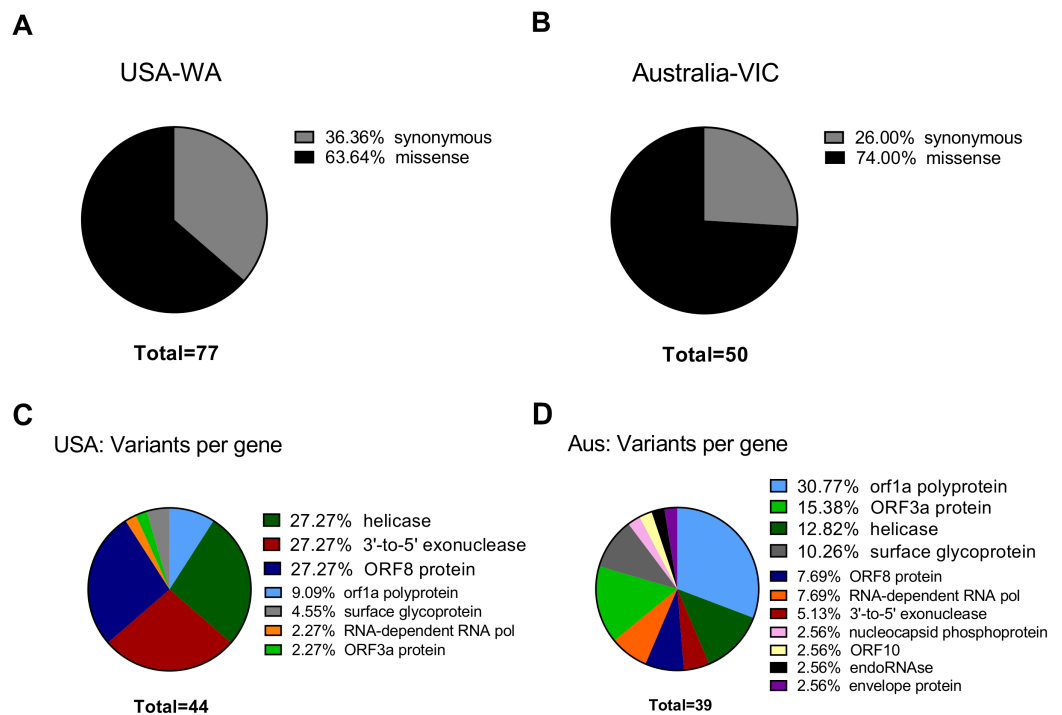 A
USA-WA
36.36% synonymous
63.64% missense
Total=77
B
Australia-VIC
26.00% synonymous
74.00% missense
Total=50
C
USA: Variants per gene
27.27% helicase
27.27% 3'-to-5' exonuclease
27.27% ORF8 protein
9.09% orf1a polyprotein
4.55% surface glycoprotein
2.27% RNA-dependent RNA pol
2.27% ORF3a protein
Total=44
D
Aus: Variants per gene
30.77% orf1a polyprotein
15.38% ORF3a protein
12.82% helicase
10.26% surface glycoprotein
7.69% ORF8 protein
7.69% RNA-dependent RNA pol
5.13% 3'-to-5' exonuclease
2.56% nucleocapsid phosphoprotein
2.56% ORF10
2.56% endoRNAse
2.56% envelope protein
Total=39